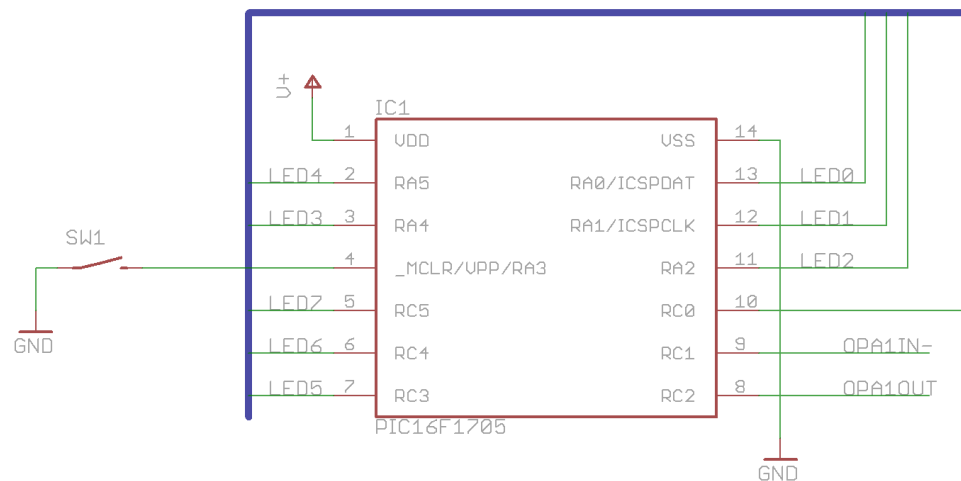 V+
IC1
1 VDD VSS 14
LED4 2 RA5 RA0/ICSPDAT 13 LED0
LED3 3 RA4 RA1/ICSPCLK 12 LED1
SW1
4 _MCLR/VPP/RA3 RA2 11 LED2
LED7 5 RC5 RC0 10
GND
LED6 6 RC4 RC1 9 OPA1IN-
LED5 7 RC3 RC2 8 OPA1OUT
PIC16F1705
GND